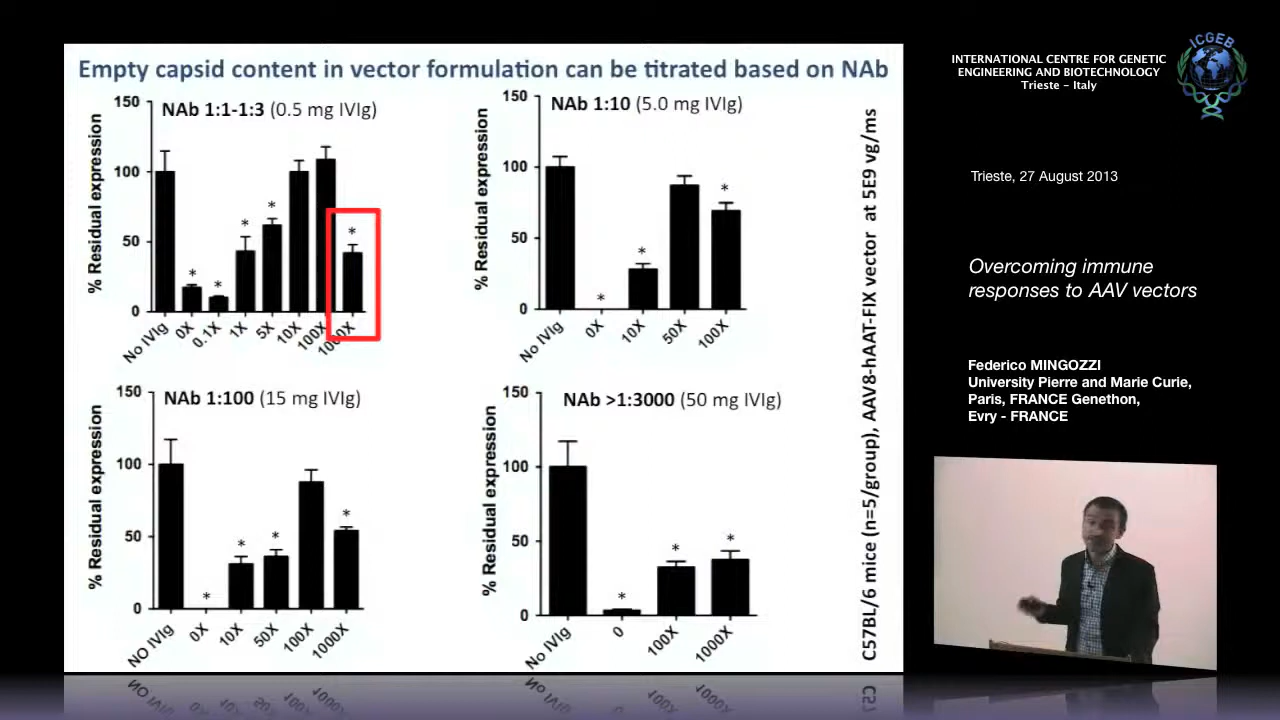 Empty capsid content in vector formulation can be titrated based on NAb
NAb 1:1-1:3 (0.5 mg IVIg)
% Residual expression
150
100
50
0
*
*
*
*
*
No IVIg
0X
0.1X
1X
5X
10X
100X
1000X
NAb 1:10 (5.0 mg IVIg)
% Residual expression
150
100
50
0
*
*
*
No IVIg
0X
10X
50X
100X
NAb 1:100 (15 mg IVIg)
% Residual expression
150
100
50
0
*
*
*
*
NO IVIg
0X
10X
50X
100X
1000X
NAb >1:3000 (50 mg IVIg)
% Residual expression
150
100
50
0
*
*
*
No IVIg
0
100X
1000X
C57BL/6 mice (n=5/group), AAV8-hAAT-FIX vector at 5E9 vg/ms
INTERNATIONAL CENTRE FOR GENETIC
ENGINEERING AND BIOTECHNOLOGY
Trieste - Italy
ICGEB
Trieste, 27 August 2013
Overcoming immune
responses to AAV vectors
Federico MINGOZZI
University Pierre and Marie Curie,
Paris, FRANCE Genethon,
Evry - FRANCE